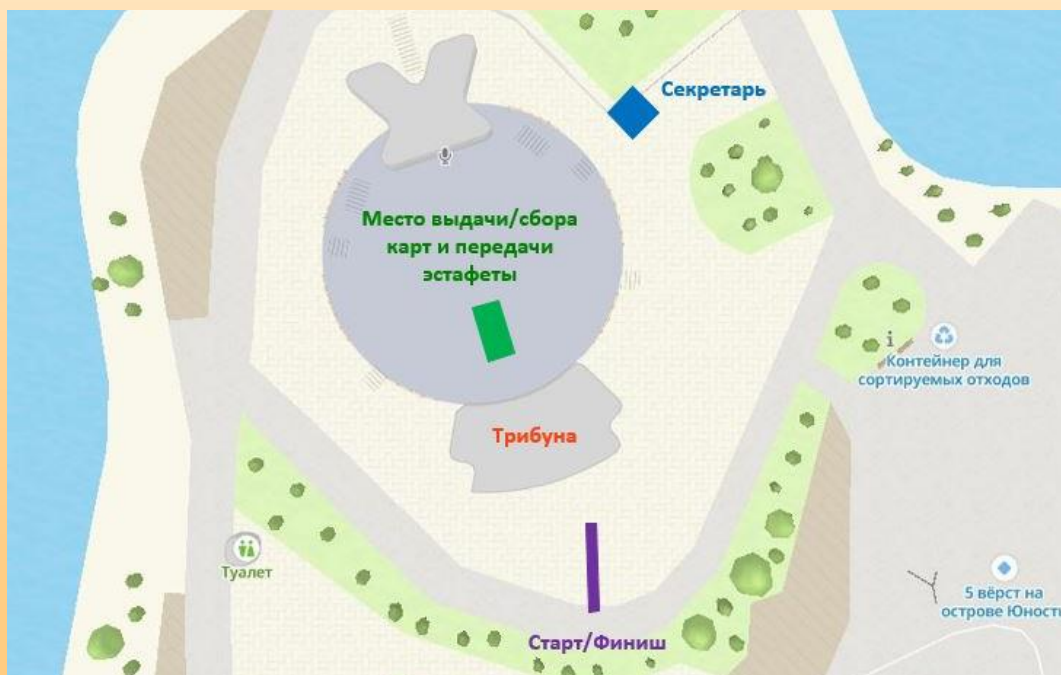 Секретарь
Место выдачи/сбора
карт и передачи
эстафеты
Контейнер для
сортируемых отходов
Трибуна
Туалет
5 вёрст на
острове Юност
Старт/Финиш